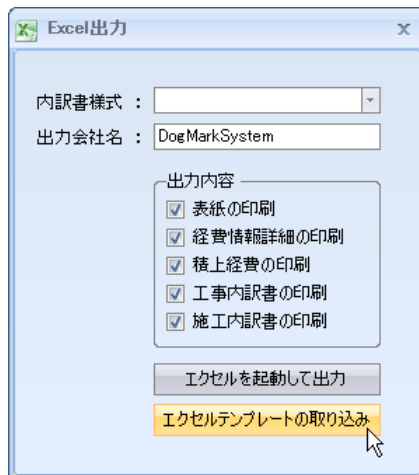 Excel出力
内訳書様式 :
出力会社名 : DogMarkSystem
出力内容
表紙の印刷
経費情報詳細の印刷
積上経費の印刷
工事内訳書の印刷
施工内訳書の印刷
エクセルを起動して出力
エクセルテンプレートの取り込み